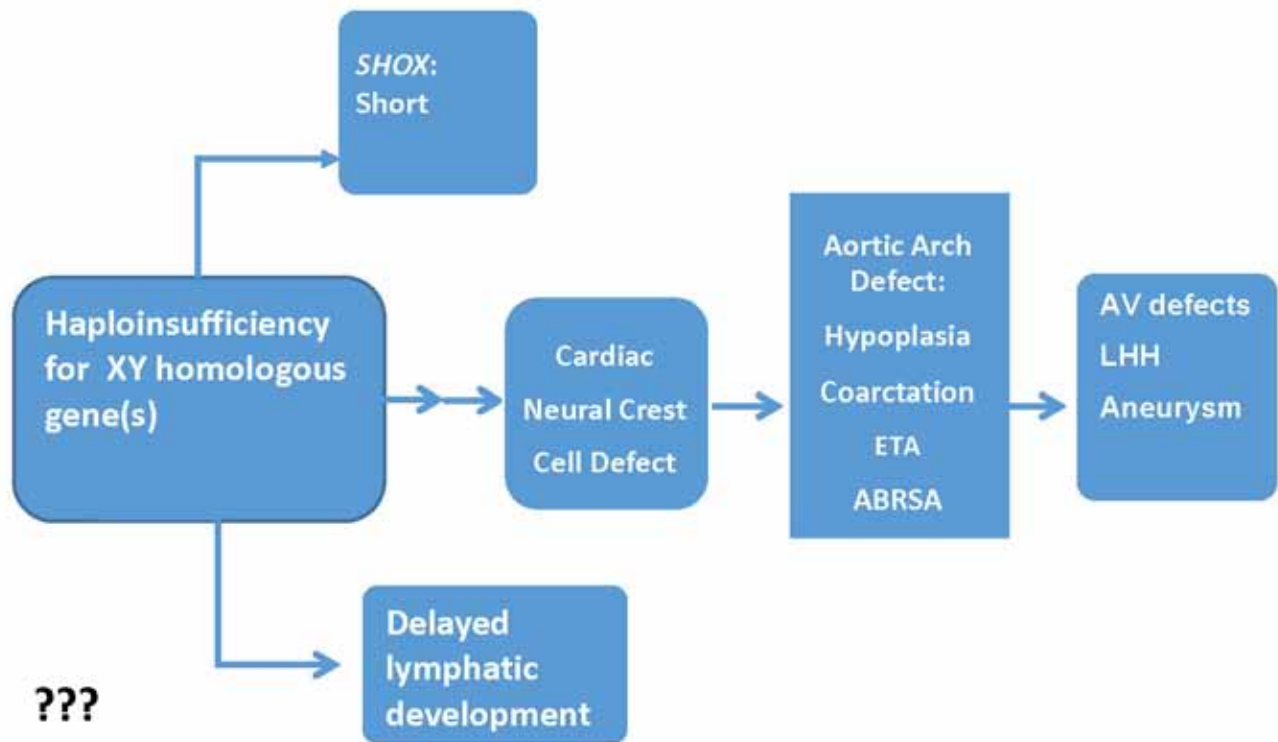 SHOX:
Short
Haploinsufficiency
for XY homologous
gene(s)
Cardiac
Neural Crest
Cell Defect
Aortic Arch
Defect:
Hypoplasia
Coarctation
ETA
ABRSA
AV defects
LHH
Aneurysm
Delayed
lymphatic
development
???